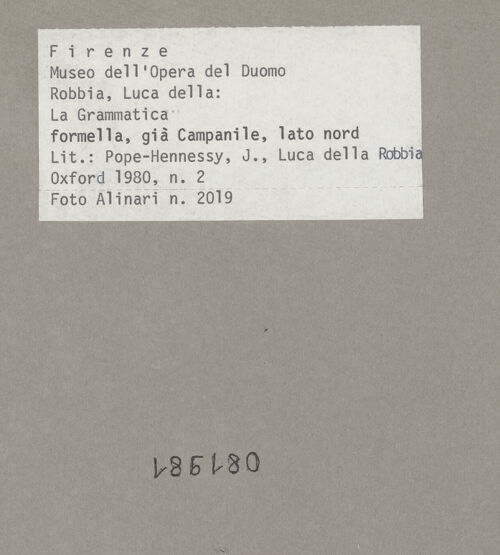 Firenze
Museo dell'Opera del Duomo
Robbia, Luca della:
La Grammatica
formella, già Campanile, lato nord
Lit.: Pope-Hennessy, J., Luca della Robbia
Oxford 1980, n. 2
Foto Alinari n. 2019
081981